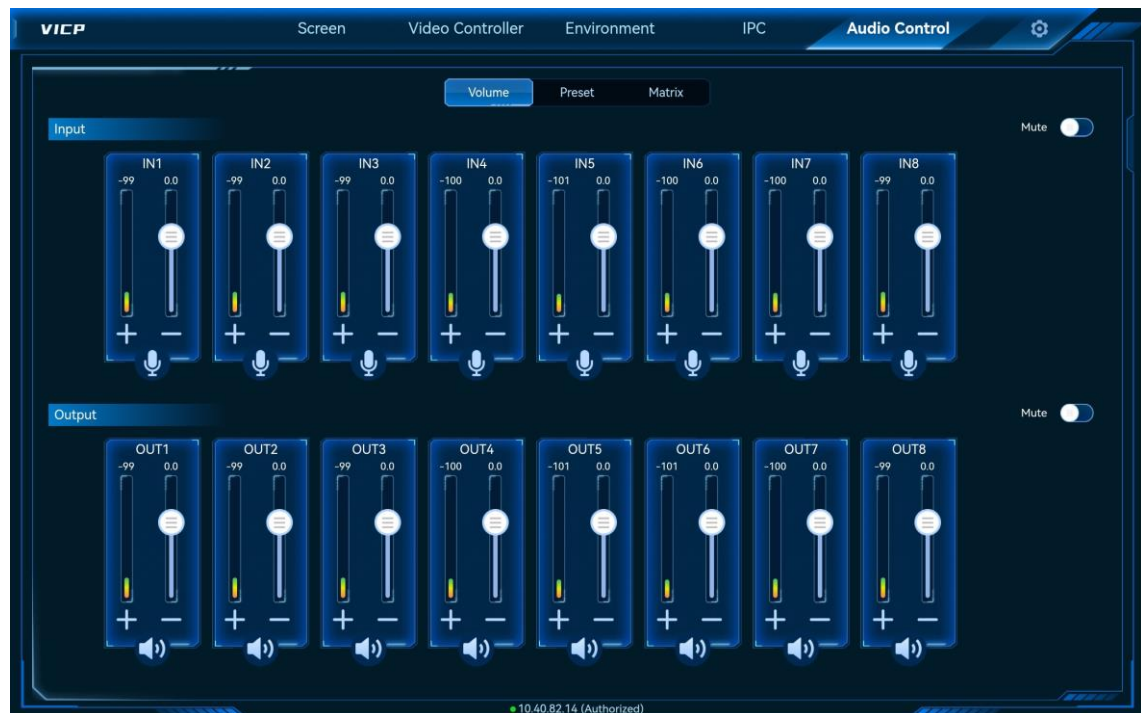 VICP Screen Video Controller Environment IPC Audio Control
Volume Preset Matrix
Input Mute
IN1 IN2 IN3 IN4 IN5 IN6 IN7 IN8
-99 0.0 -99 0.0 -99 0.0 -100 0.0 -101 0.0 -100 0.0 -100 0.0 -99 0.0
Output Mute
OUT1 OUT2 OUT3 OUT4 OUT5 OUT6 OUT7 OUT8
-99 0.0 -99 0.0 -99 0.0 -100 0.0 -101 0.0 -101 0.0 -100 0.0 -99 0.0
10.40.82.14 (Authorized)